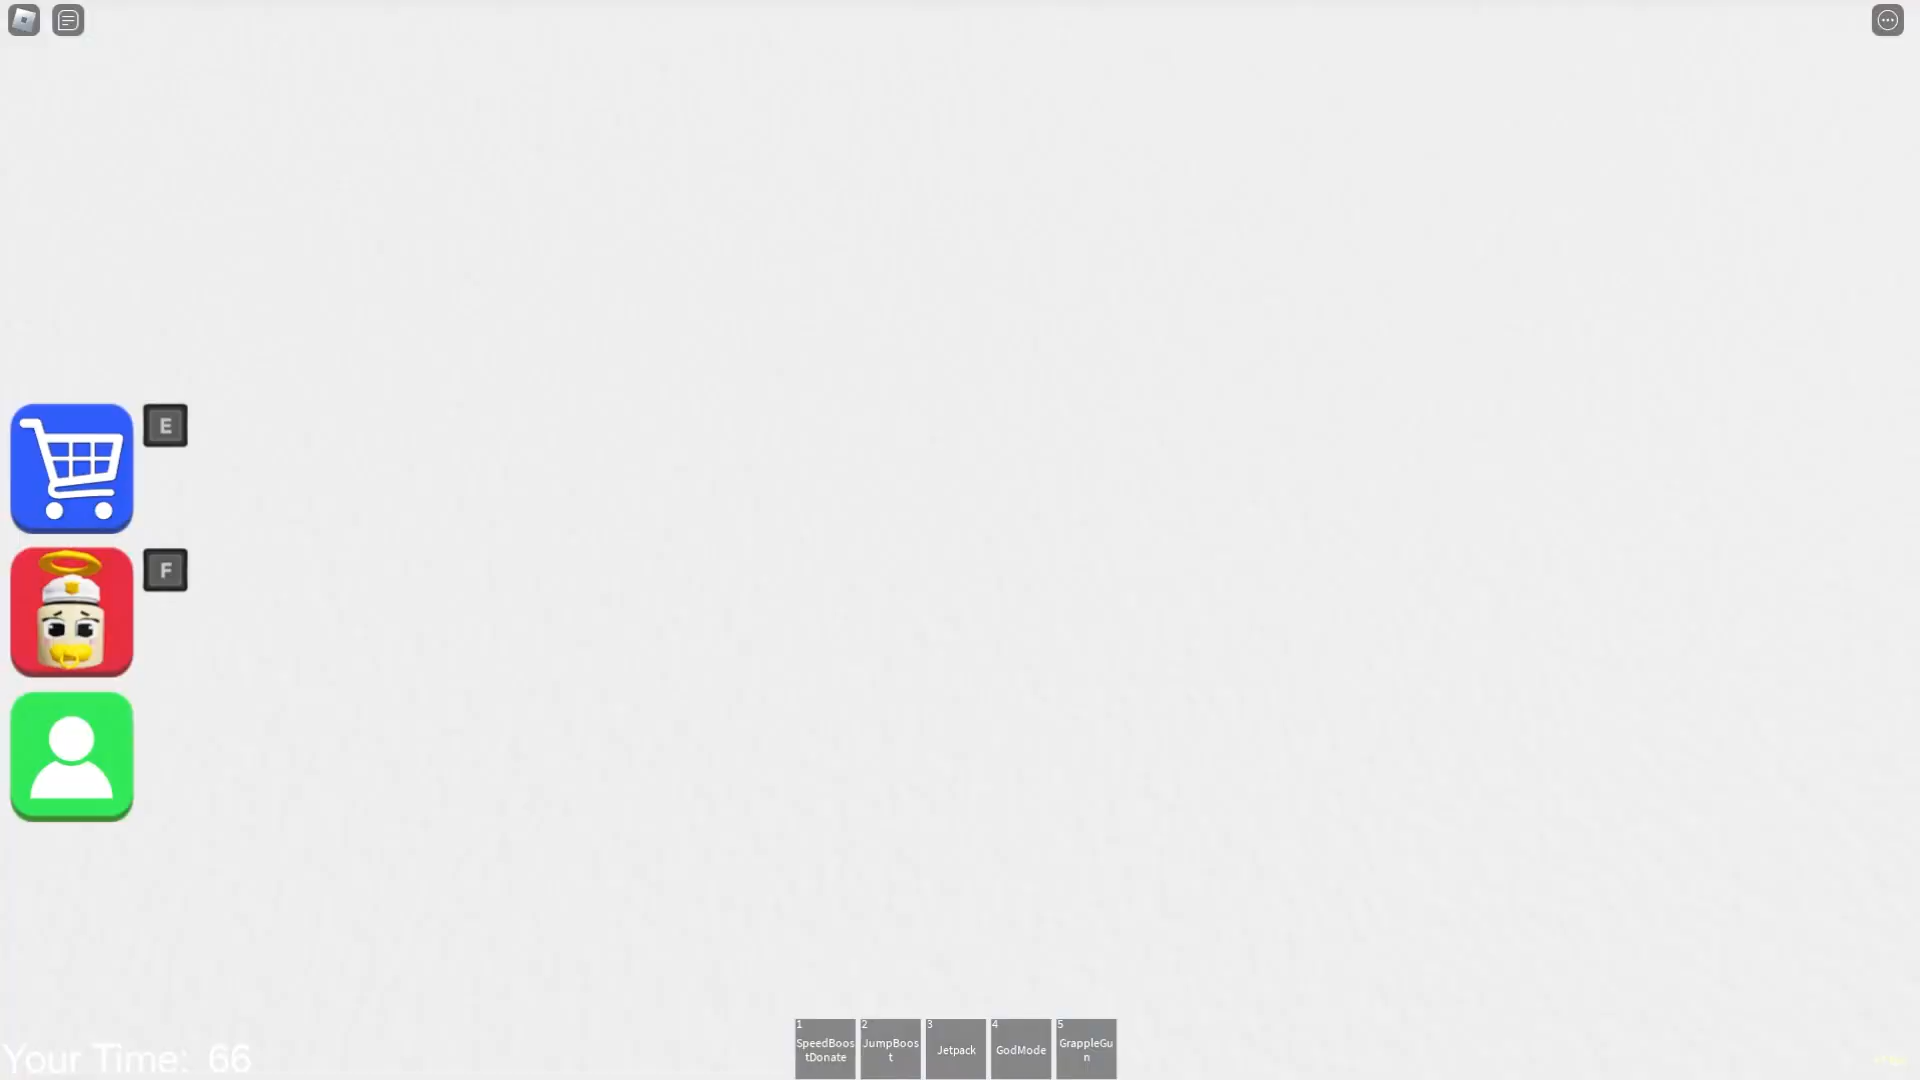 E
F
1
SpeedBoos
tDonate
2
JumpBoos
t
3
Jetpack
4
GodMode
5
GrappleGu
n
Your Time: 66